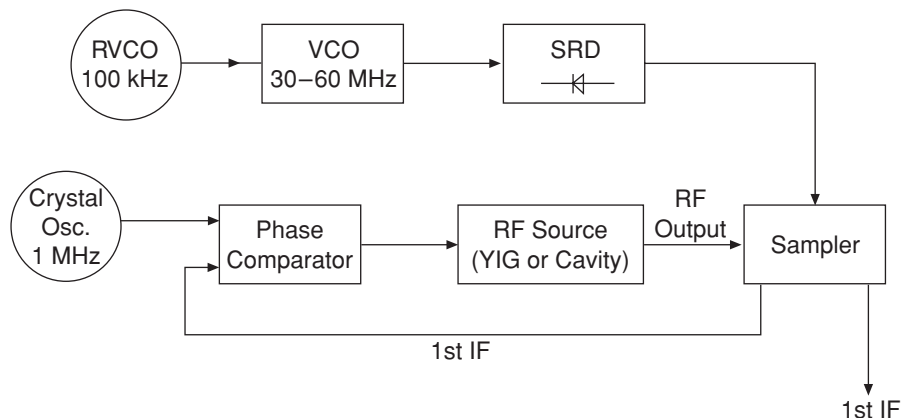 RVCO
100 kHz
VCO
30–60 MHz
SRD
Crystal
Osc.
1 MHz
Phase
Comparator
RF Source
(YIG or Cavity)
RF
Output
Sampler
1st IF
1st IF